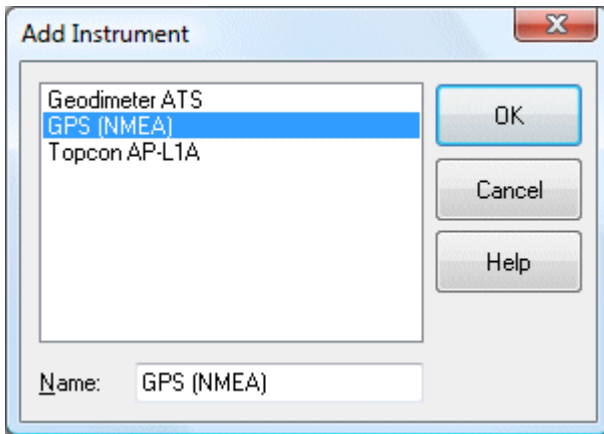 Add Instrument
Geodimeter ATS
GPS (NMEA)
Topcon AP-L1A
OK
Cancel
Help
Name: GPS (NMEA)